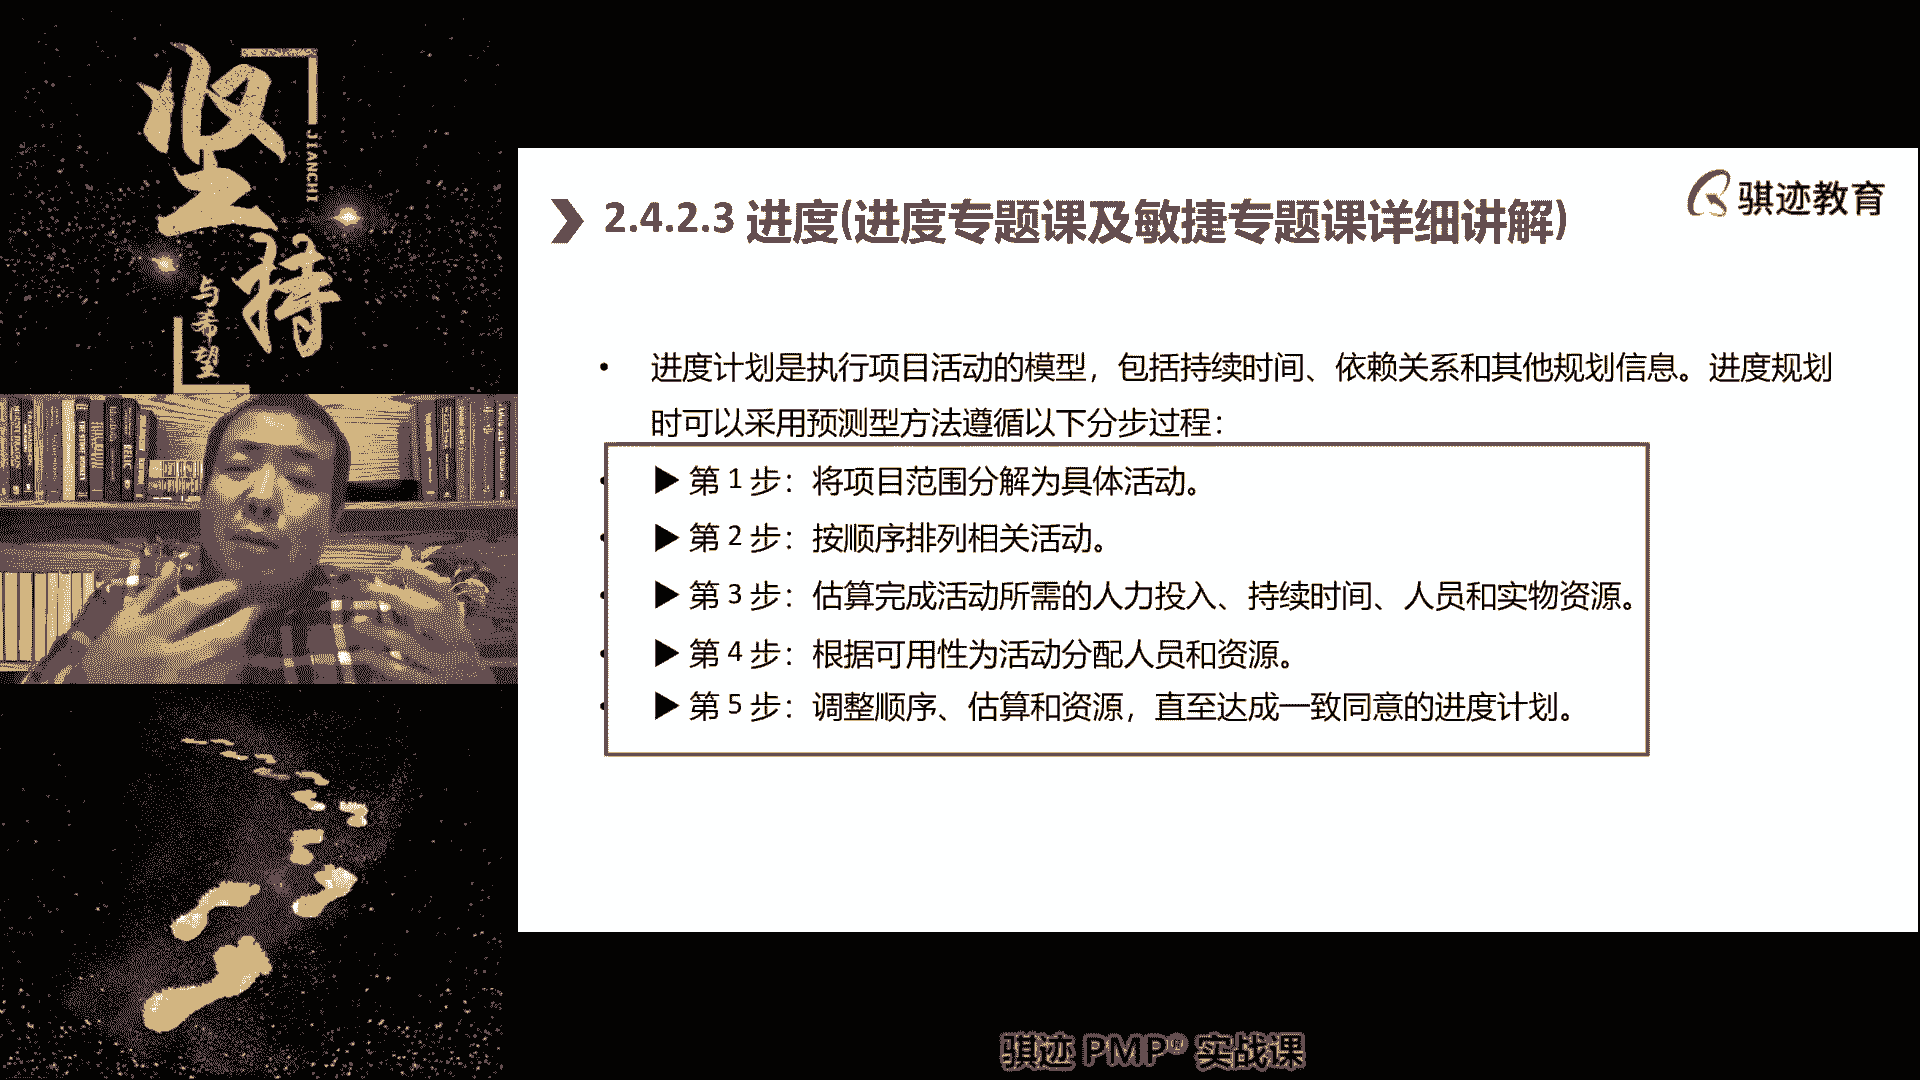 坚持
JIANCHI
与希望
骐迹教育
2.4.2.3 进度(进度专题课及敏捷专题课详细讲解)
• 进度计划是执行项目活动的模型，包括持续时间、依赖关系和其他规划信息。进度规划
时可以采用预测型方法遵循以下分步过程：
▶ 第 1 步：将项目范围分解为具体活动。
▶ 第 2 步：按顺序排列相关活动。
▶ 第 3 步：估算完成活动所需的人力投入、持续时间、人员和实物资源。
▶ 第 4 步：根据可用性为活动分配人员和资源。
▶ 第 5 步：调整顺序、估算和资源，直至达成一致同意的进度计划。
骐迹 PMP® 实战课